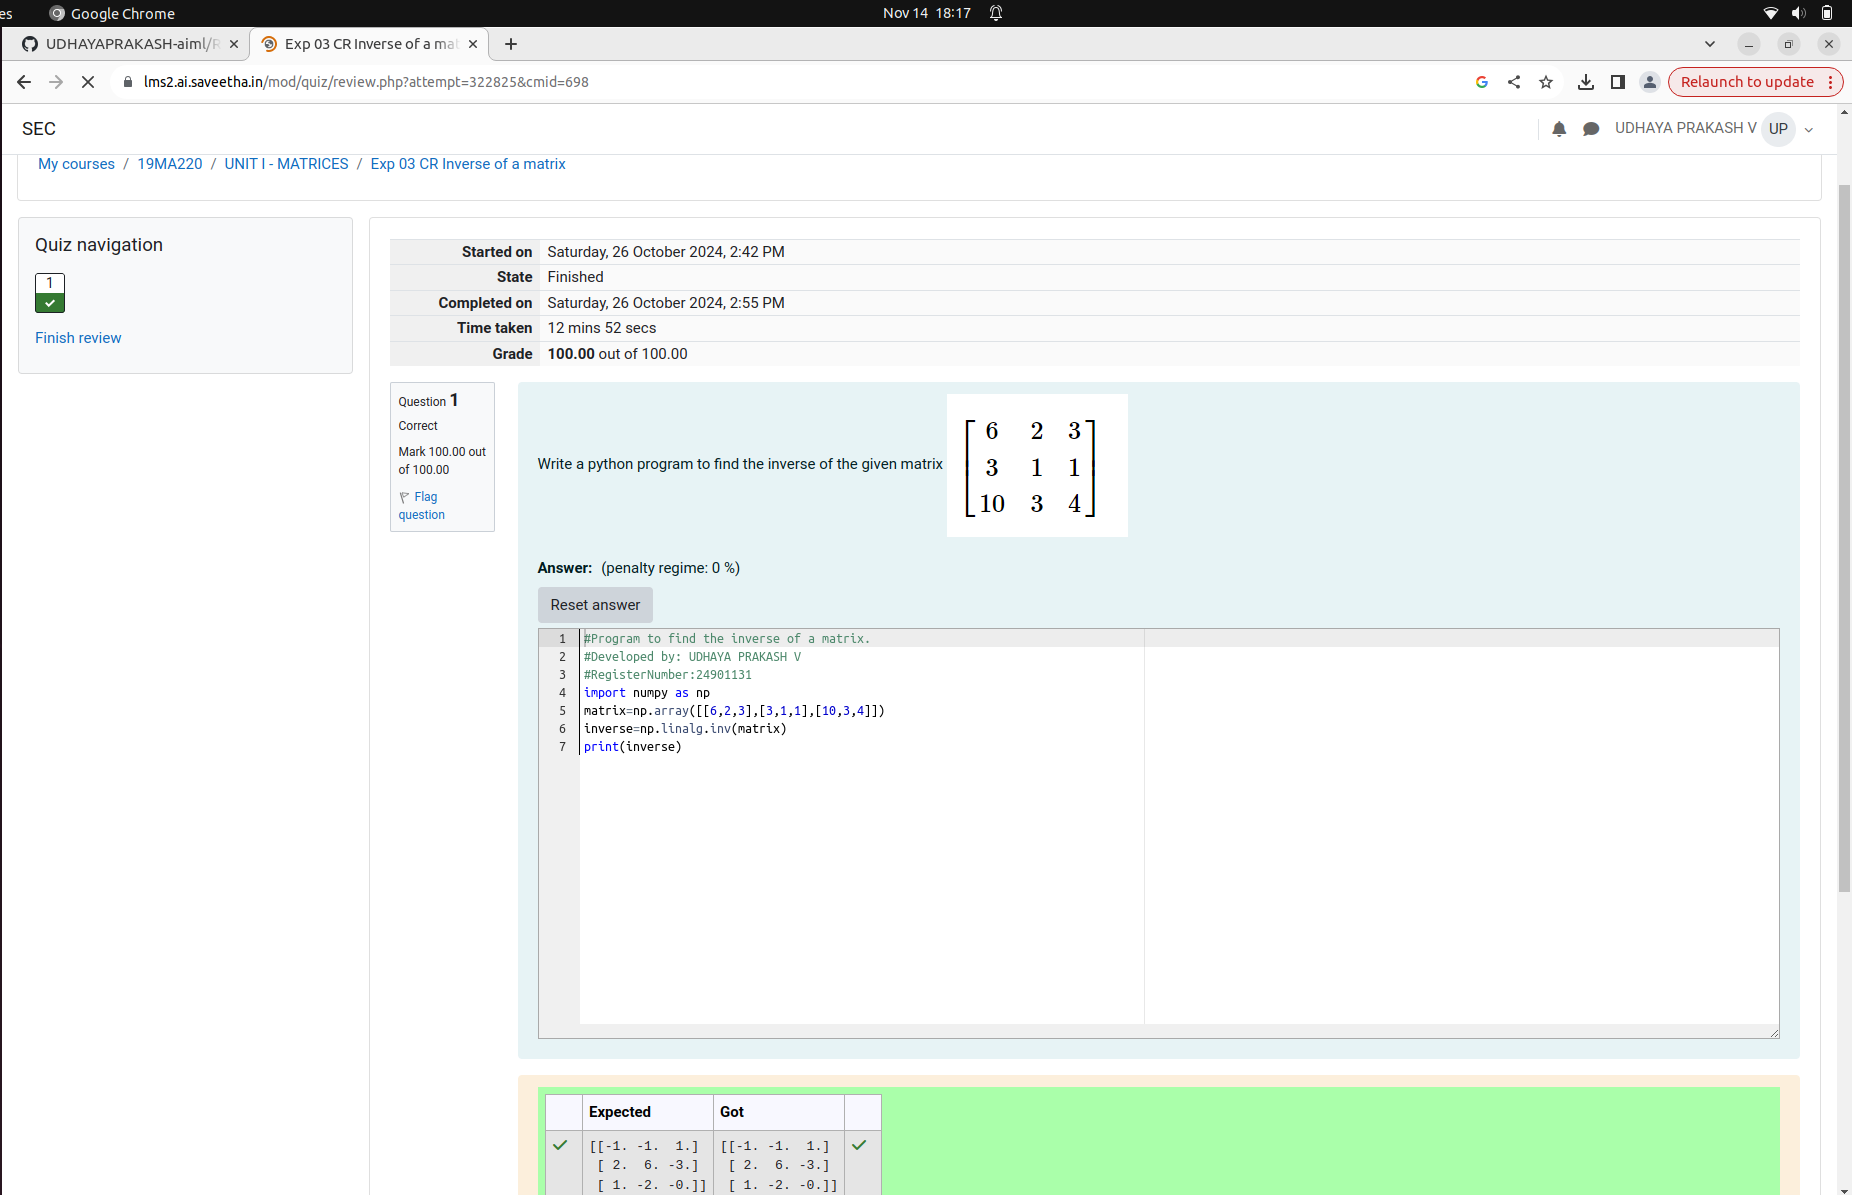 es
Google Chrome
Nov 14 18:17
UDHAYAPRAKASH-aiml/R
Exp 03 CR Inverse of a mat
lms2.ai.saveetha.in/mod/quiz/review.php?attempt=322825&cmid=698
Relaunch to update
SEC
UDHAYA PRAKASH V
UP
My courses / 19MA220 / UNIT I - MATRICES / Exp 03 CR Inverse of a matrix
Quiz navigation
1
Finish review
Started on Saturday, 26 October 2024, 2:42 PM
State Finished
Completed on Saturday, 26 October 2024, 2:55 PM
Time taken 12 mins 52 secs
Grade 100.00 out of 100.00
Question 1
Correct
Mark 100.00 out
of 100.00
Flag
question
Write a python program to find the inverse of the given matrix
6 2 3
3 1 1
10 3 4
Answer: (penalty regime: 0 %)
Reset answer
1 #Program to find the inverse of a matrix.
2 #Developed by: UDHAYA PRAKASH V
3 #RegisterNumber:24901131
4 import numpy as np
5 matrix=np.array([[6,2,3],[3,1,1],[10,3,4]])
6 inverse=np.linalg.inv(matrix)
7 print(inverse)
Expected Got
[[-1. -1.  1.] [[-1. -1.  1.]
[ 2.  6. -3.] [ 2.  6. -3.]
[ 1. -2. -0.]] [ 1. -2. -0.]]